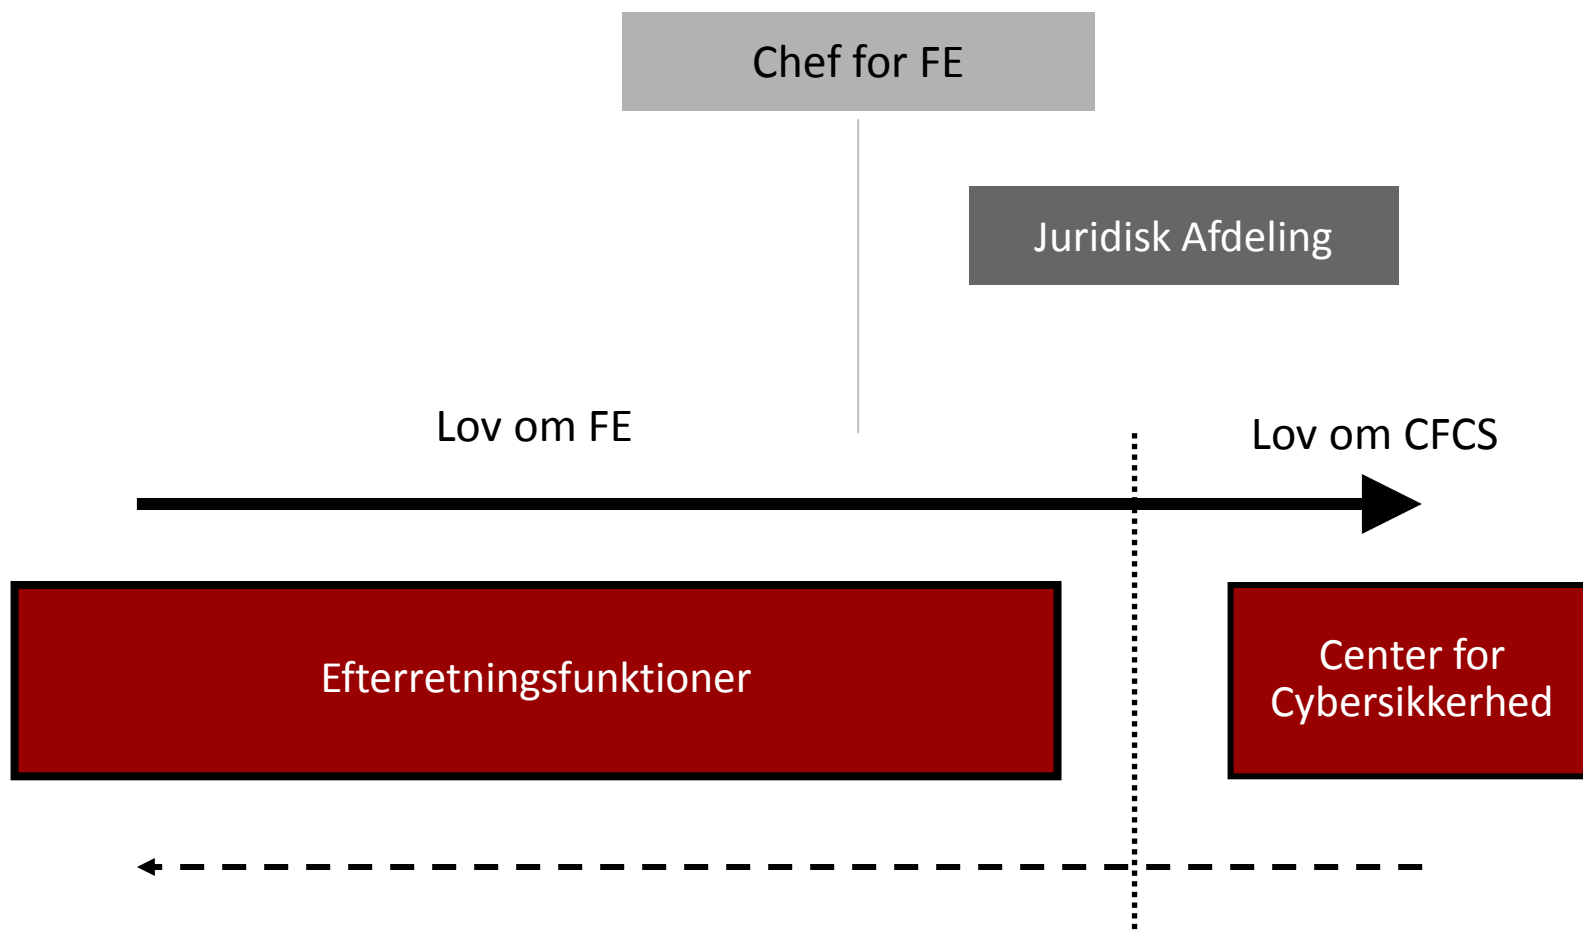 Chef for FE
Juridisk Afdeling
Lov om FE
Lov om CFCS
Efterretningsfunktioner
Center for
Cybersikkerhed